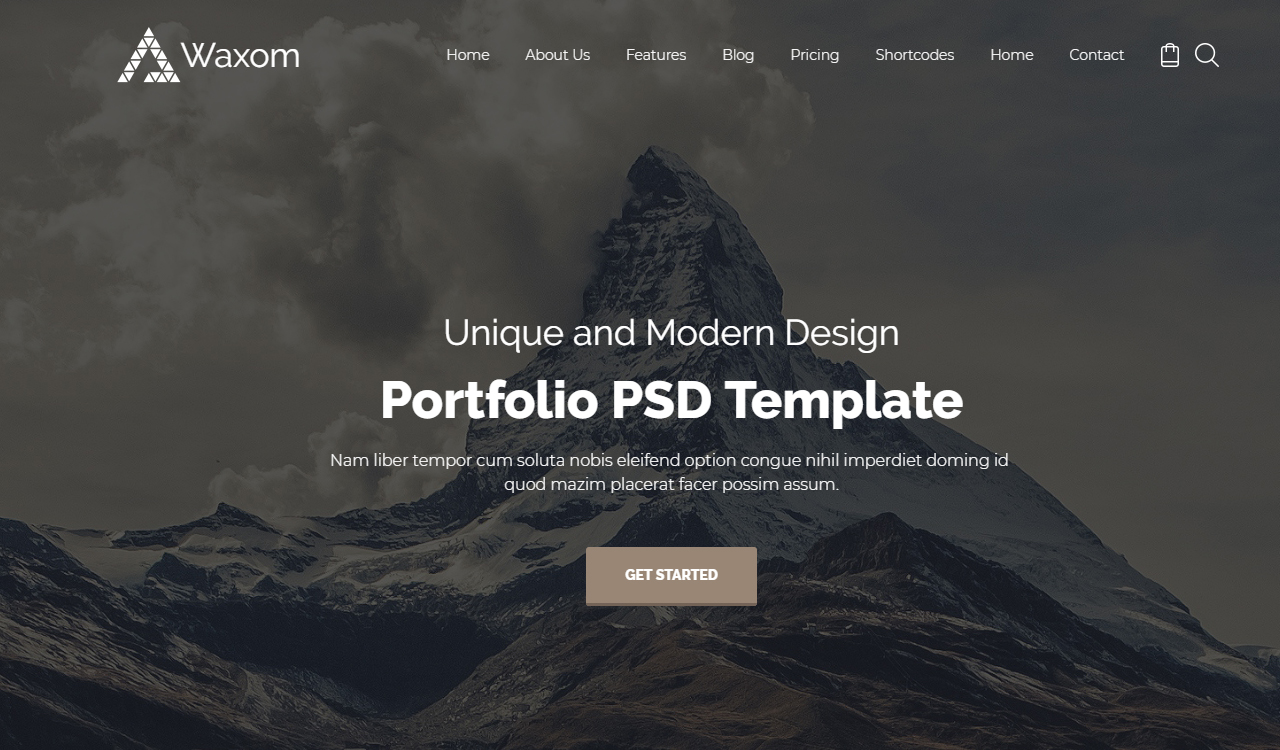 Waxom
Home About Us Features Blog Pricing Shortcodes Home Contact
Unique and Modern Design
Portfolio PSD Template
Nam liber tempor cum soluta nobis eleifend option congue nihil imperdiet doming id
quod mazim placerat facer possim assum.
GET STARTED